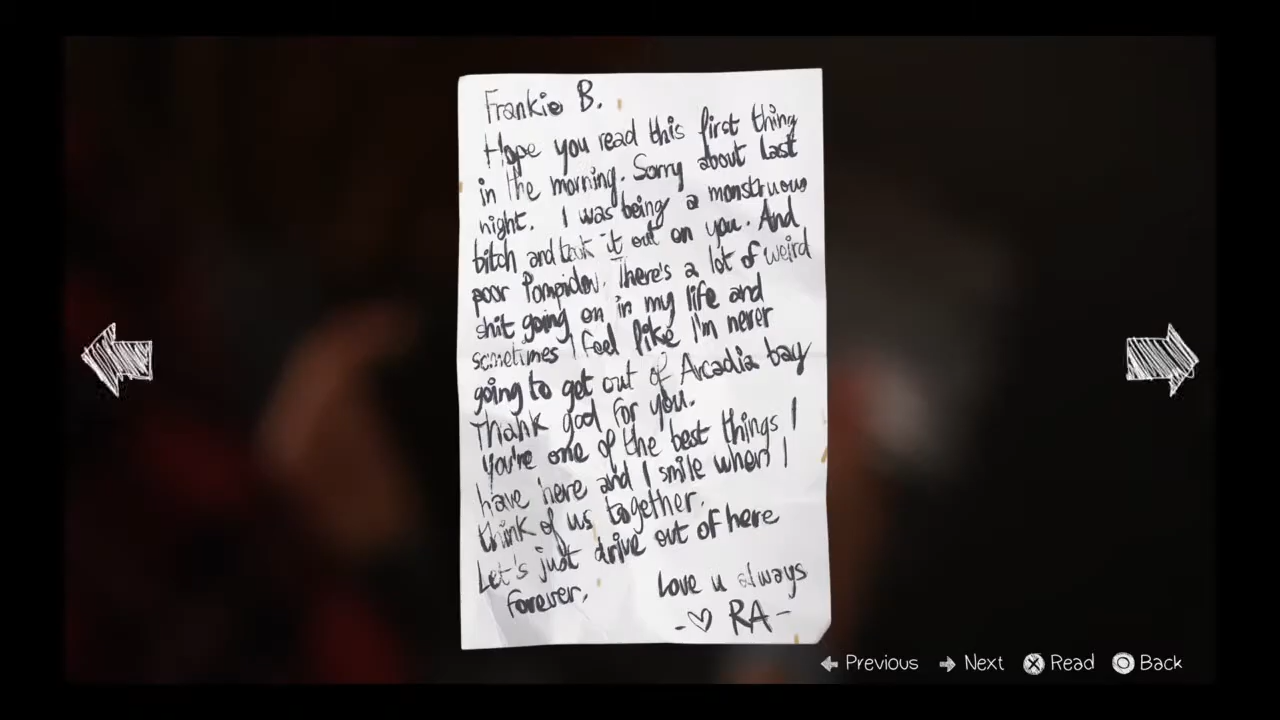 Frankie B.
Hope you read this first thing
in the morning. Sorry about last
night. I was being a monstruous
bitch and took it out on you. And
poor Pompidou. There's a lot of weird
shit going on in my life and
sometimes I feel like I'm never
going to get out of Arcadia bay
Thank god for you.
You're one of the best things I
have here and I smile when I
think of us together.
Let's just drive out of here
forever.
Love u always
-♡ RA-
Previous Next Read Back